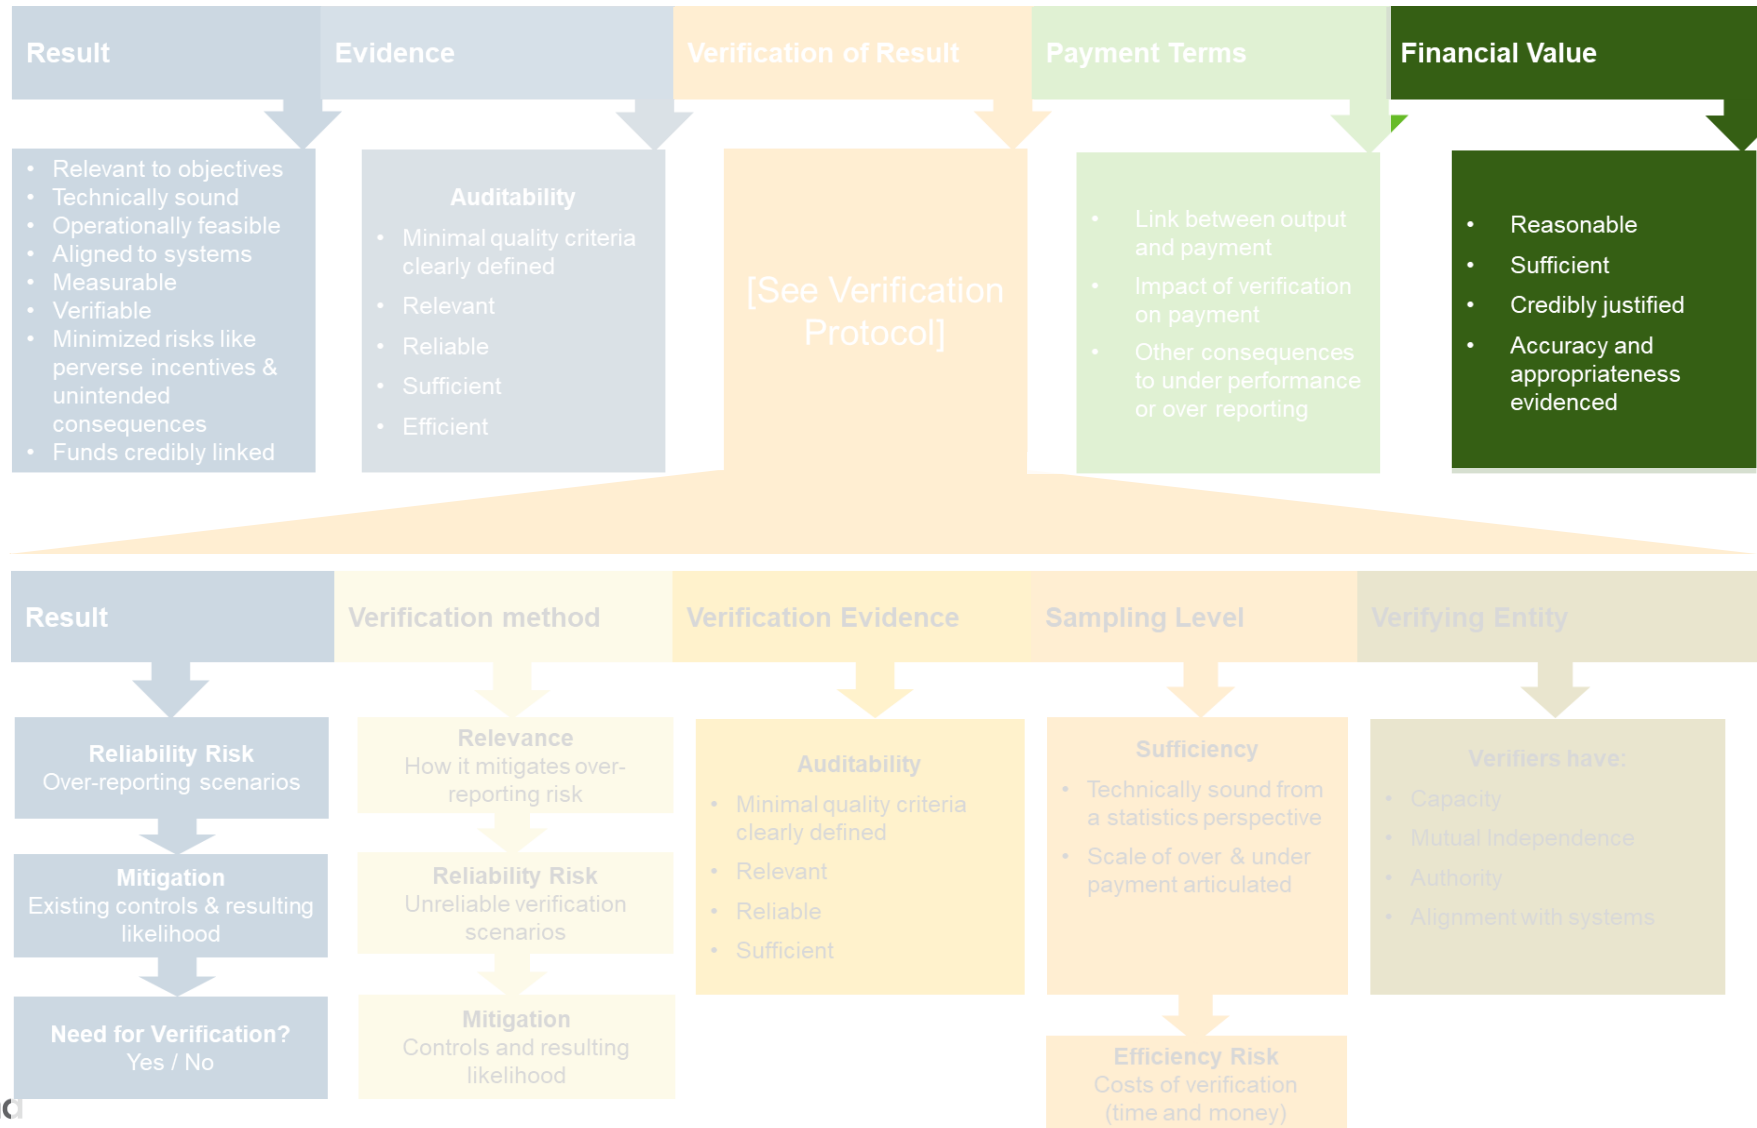 Result
Evidence
Verification of Result
Payment Terms
Financial Value
• Relevant to objectives
• Technically sound
• Operationally feasible
• Aligned to systems
• Measurable
• Verifiable
• Minimized risks like
perverse incentives &
unintended
consequences
• Funds credibly linked
Auditability
• Minimal quality criteria
clearly defined
• Relevant
• Reliable
• Sufficient
• Efficient
[See Verification
Protocol]
• Link between output
and payment
• Impact of verification
on payment
• Other consequences
to under performance
or over reporting
• Reasonable
• Sufficient
• Credibly justified
• Accuracy and
appropriateness
evidenced
Result
Verification method
Verification Evidence
Sampling Level
Verifying Entity
Reliability Risk
Over-reporting scenarios
Mitigation
Existing controls & resulting
likelihood
Need for Verification?
Yes / No
Relevance
How it mitigates over-
reporting risk
Reliability Risk
Unreliable verification
scenarios
Mitigation
Controls and resulting
likelihood
Auditability
• Minimal quality criteria
clearly defined
• Relevant
• Reliable
• Sufficient
Sufficiency
• Technically sound from
a statistics perspective
• Scale of over & under
payment articulated
Efficiency Risk
Costs of verification
(time and money)
Verifiers have:
• Capacity
• Mutual Independence
• Authority
• Alignment with systems